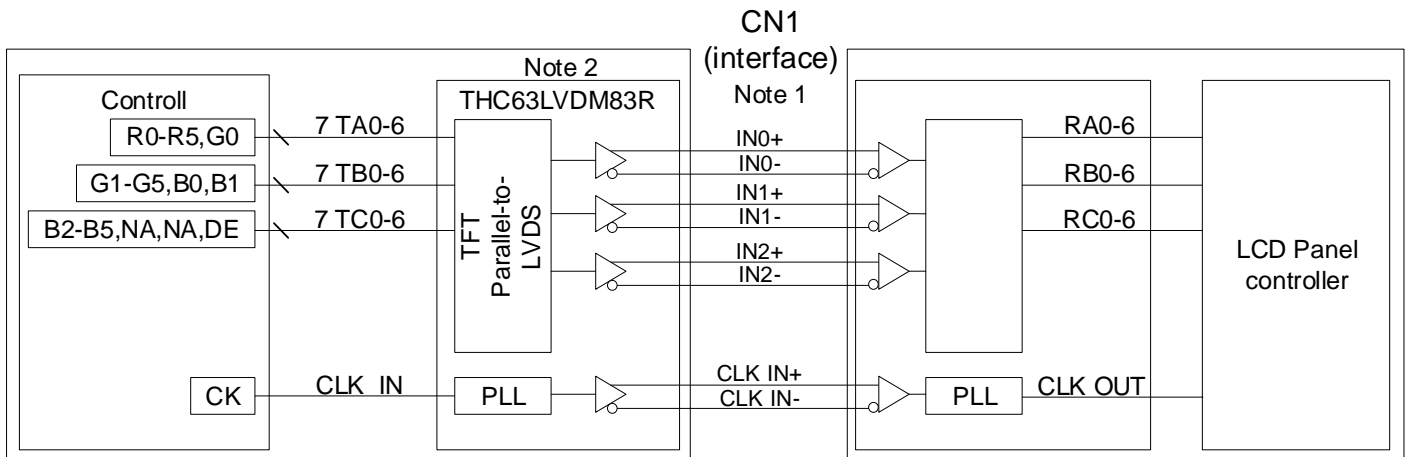 CN1
(interface)
Note 1
Note 2
THC63LVDM83R
Controll
R0-R5,G0
7 TA0-6
G1-G5,B0,B1
7 TB0-6
B2-B5,NA,NA,DE
7 TC0-6
TFT
Parallel-to-
LVDS
IN0+
IN0-
IN1+
IN1-
IN2+
IN2-
RA0-6
RB0-6
RC0-6
LCD Panel
controller
CK
CLK IN
PLL
CLK IN+
CLK IN-
PLL
CLK OUT